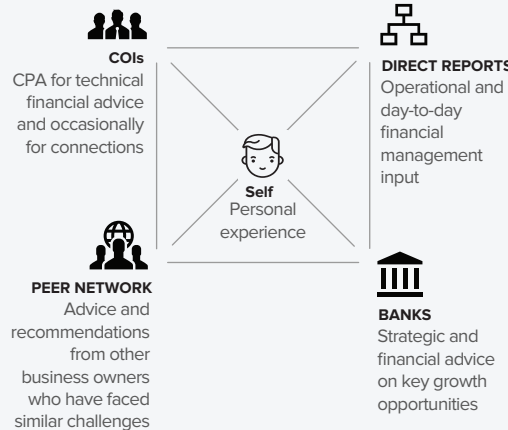 COIs
CPA for technical
financial advice
and occasionally
for connections
DIRECT REPORTS
Operational and
day-to-day
financial
management
input
Self
Personal
experience
PEER NETWORK
Advice and
recommendations
from other
business owners
who have faced
similar challenges
BANKS
Strategic and
financial advice
on key growth
opportunities